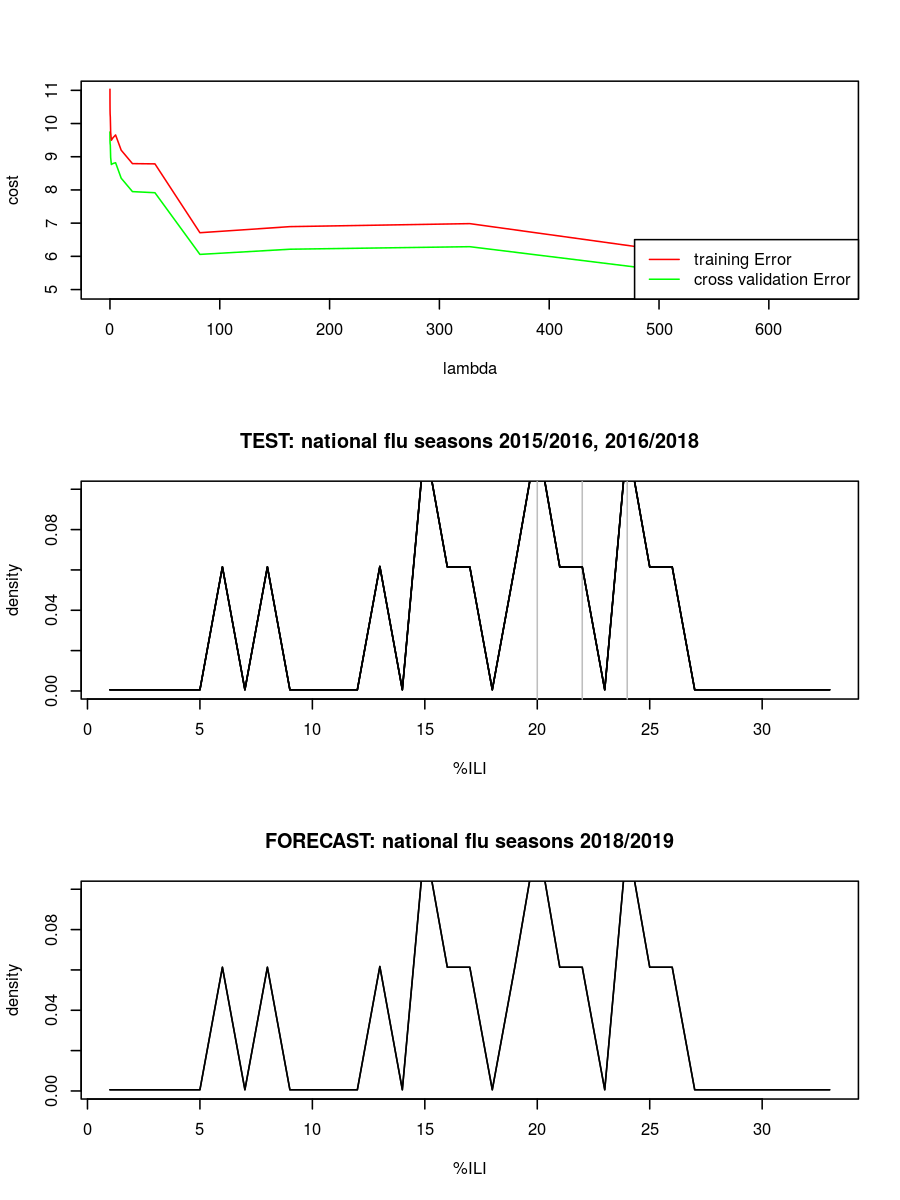 11
10
9
8
7
6
5
cost
training Error
cross validation Error
0 100 200 300 400 500 600
lambda
TEST: national flu seasons 2015/2016, 2016/2018
0.08
0.04
0.00
density
0 5 10 15 20 25 30
%ILI
FORECAST: national flu seasons 2018/2019
0.08
0.04
0.00
density
0 5 10 15 20 25 30
%ILI